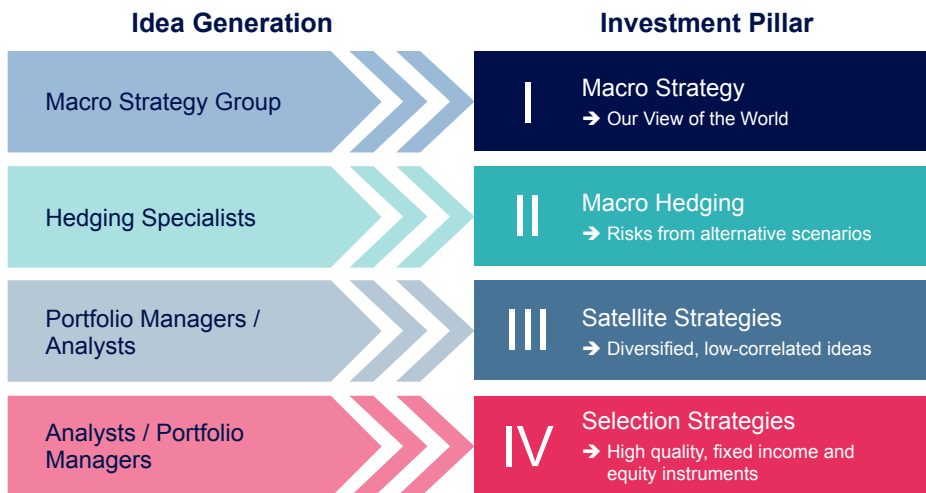 Idea Generation
Investment Pillar
Macro Strategy Group
I
Macro Strategy
➔ Our View of the World
Hedging Specialists
II
Macro Hedging
➔ Risks from alternative scenarios
Portfolio Managers /
Analysts
III
Satellite Strategies
➔ Diversified, low-correlated ideas
Analysts / Portfolio
Managers
IV
Selection Strategies
➔ High quality, fixed income and
equity instruments